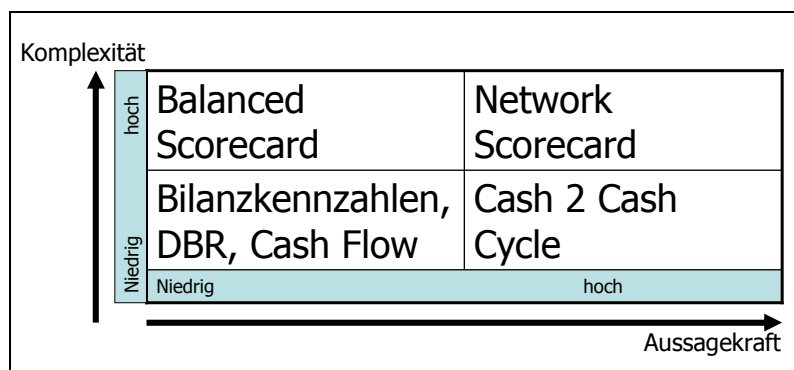 Komplexität
hoch
Balanced
Scorecard
Network
Scorecard
Niedrig
Bilanzkennzahlen,
DBR, Cash Flow
Cash 2 Cash
Cycle
Niedrig
hoch
Aussagekraft